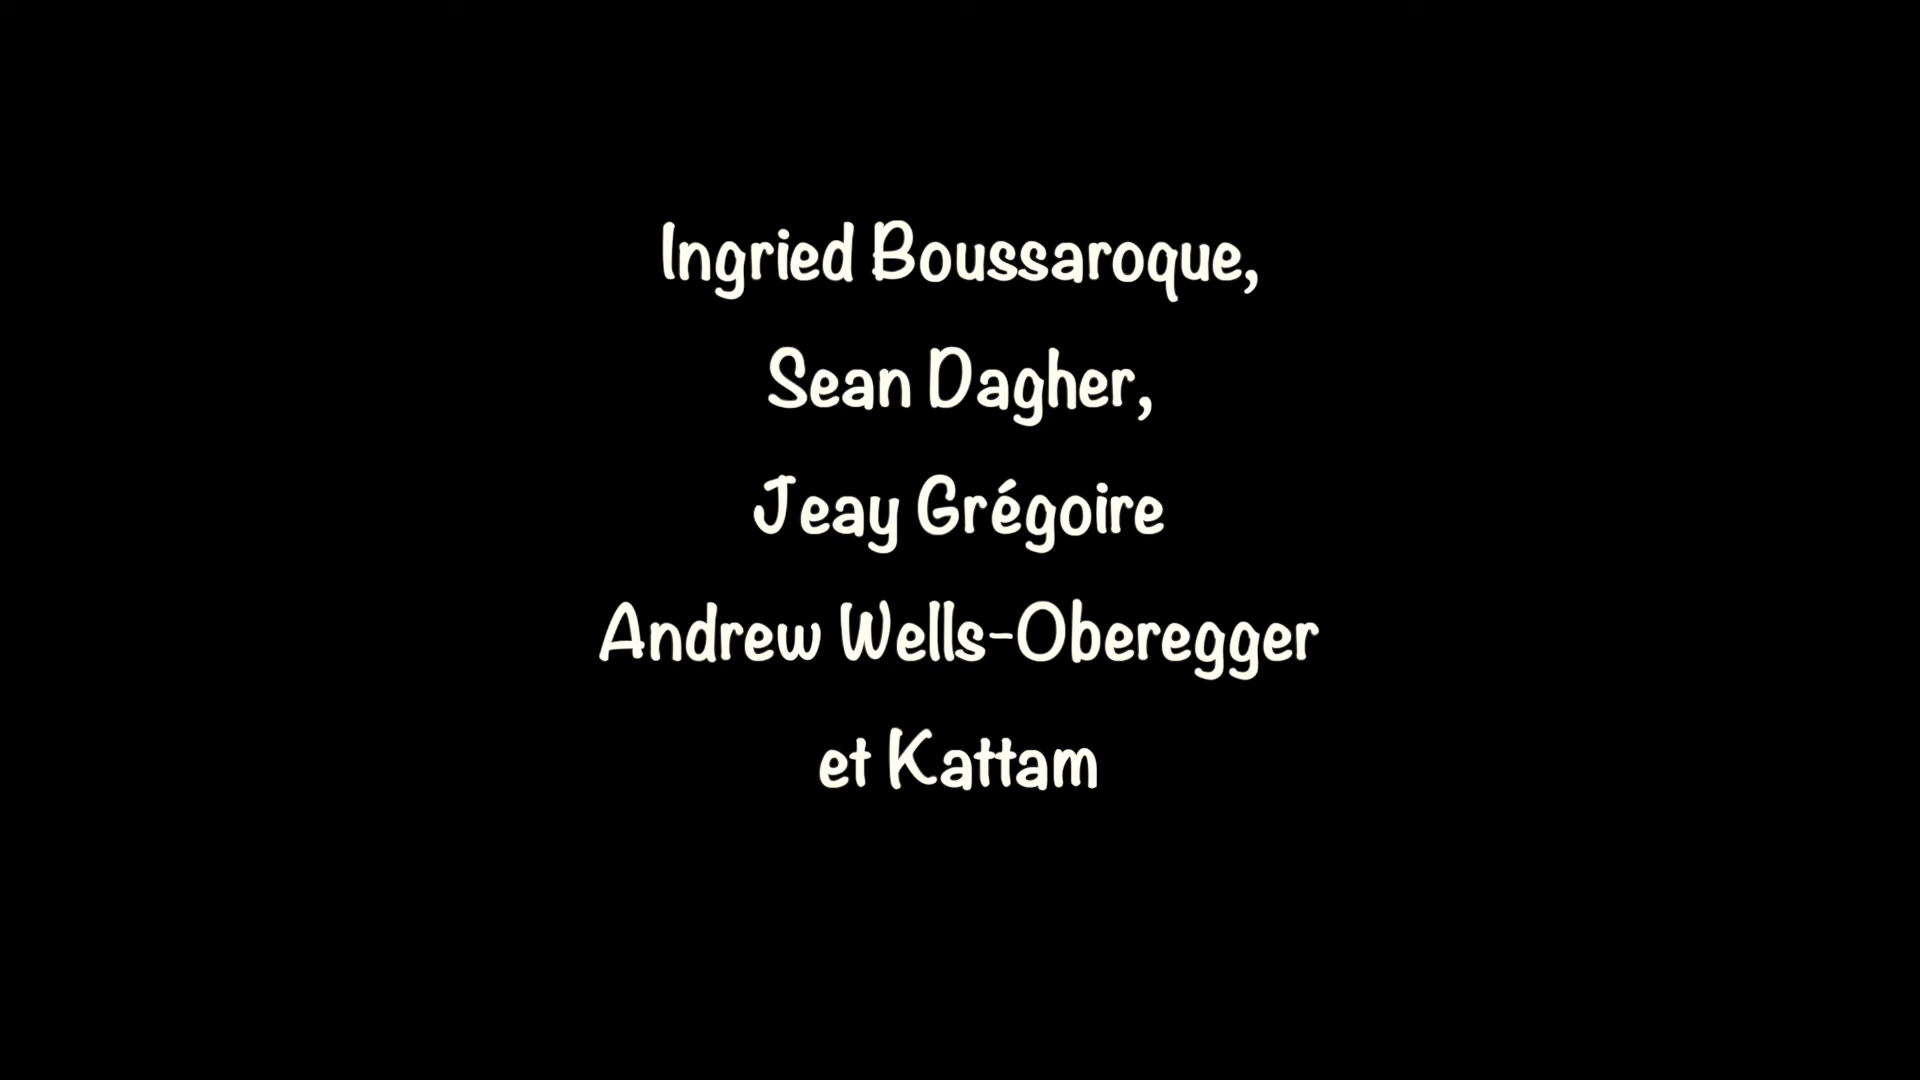 Ingried Boussaroque,
Sean Dagher,
Jeay Grégoire
Andrew Wells-Oberegger
et Kattam